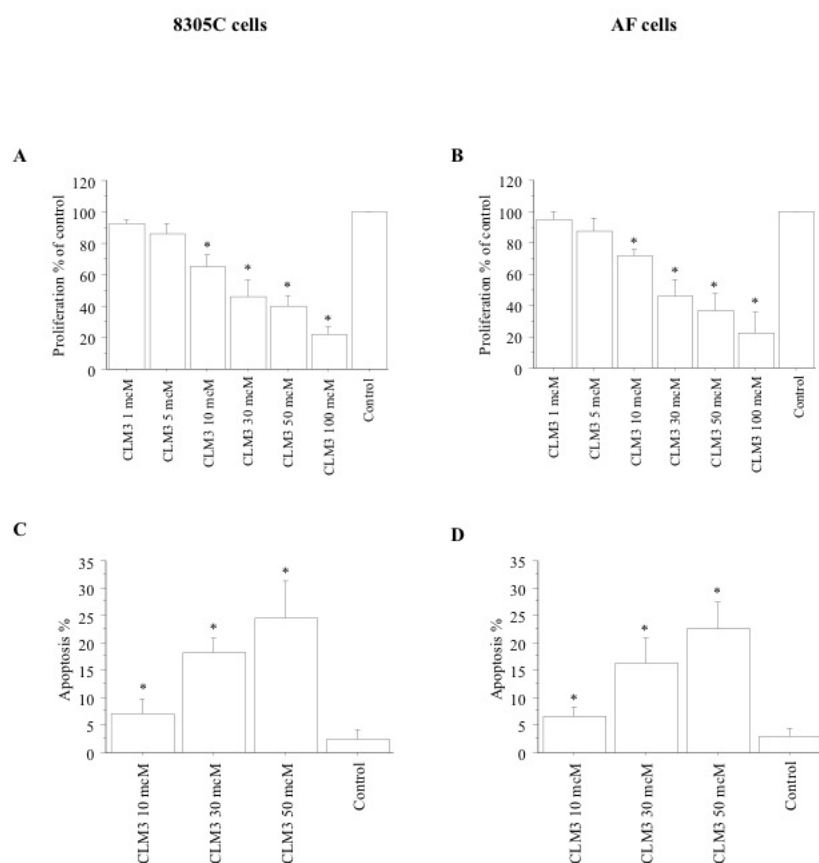 8305C cells
AF cells
A
Proliferation % of control
120
100
80
60
40
20
0
*
*
*
*
CLM3 1 mcM
CLM3 5 mcM
CLM3 10 mcM
CLM3 30 mcM
CLM3 50 mcM
CLM3 100 mcM
Control
B
Proliferation % of control
120
100
80
60
40
20
0
*
*
*
*
CLM3 1 mcM
CLM3 5 mcM
CLM3 10 mcM
CLM3 30 mcM
CLM3 50 mcM
CLM3 100 mcM
Control
C
Apoptosis %
35
30
25
20
15
10
5
0
*
*
*
CLM3 10 mcM
CLM3 30 mcM
CLM3 50 mcM
Control
D
Apoptosis %
35
30
25
20
15
10
5
0
*
*
*
CLM3 10 mcM
CLM3 30 mcM
CLM3 50 mcM
Control